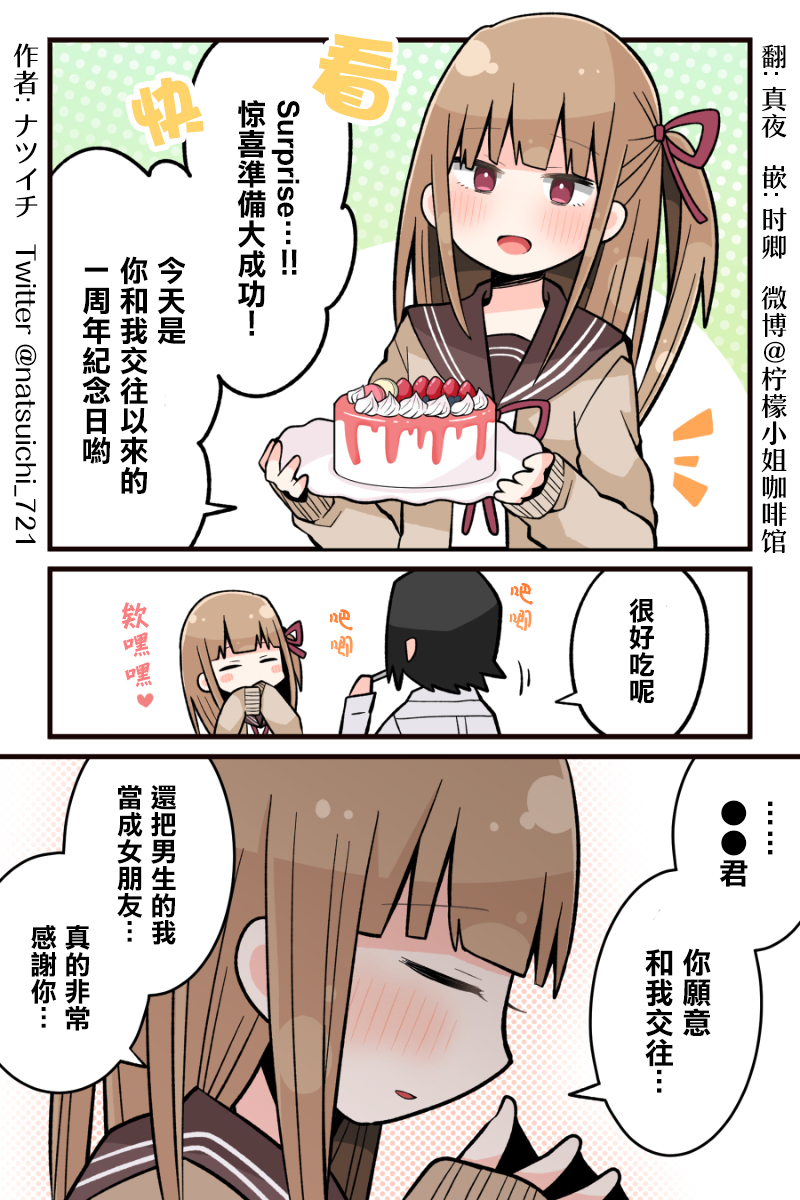 翻: 真夜　嵌: 时卿　微博@柠檬小姐咖啡馆
作者: ナツイチ　Twitter @natsuichi_721
看
快
Surprise…!!
惊喜準備大成功！
今天是
你和我交往以來的
一周年紀念日喲
很好吃呢
吧唧
吧唧
欸嘿嘿♥
……
●●君
你願意
和我交往…
還把男生的我
當成女朋友…
真的非常
感謝你…